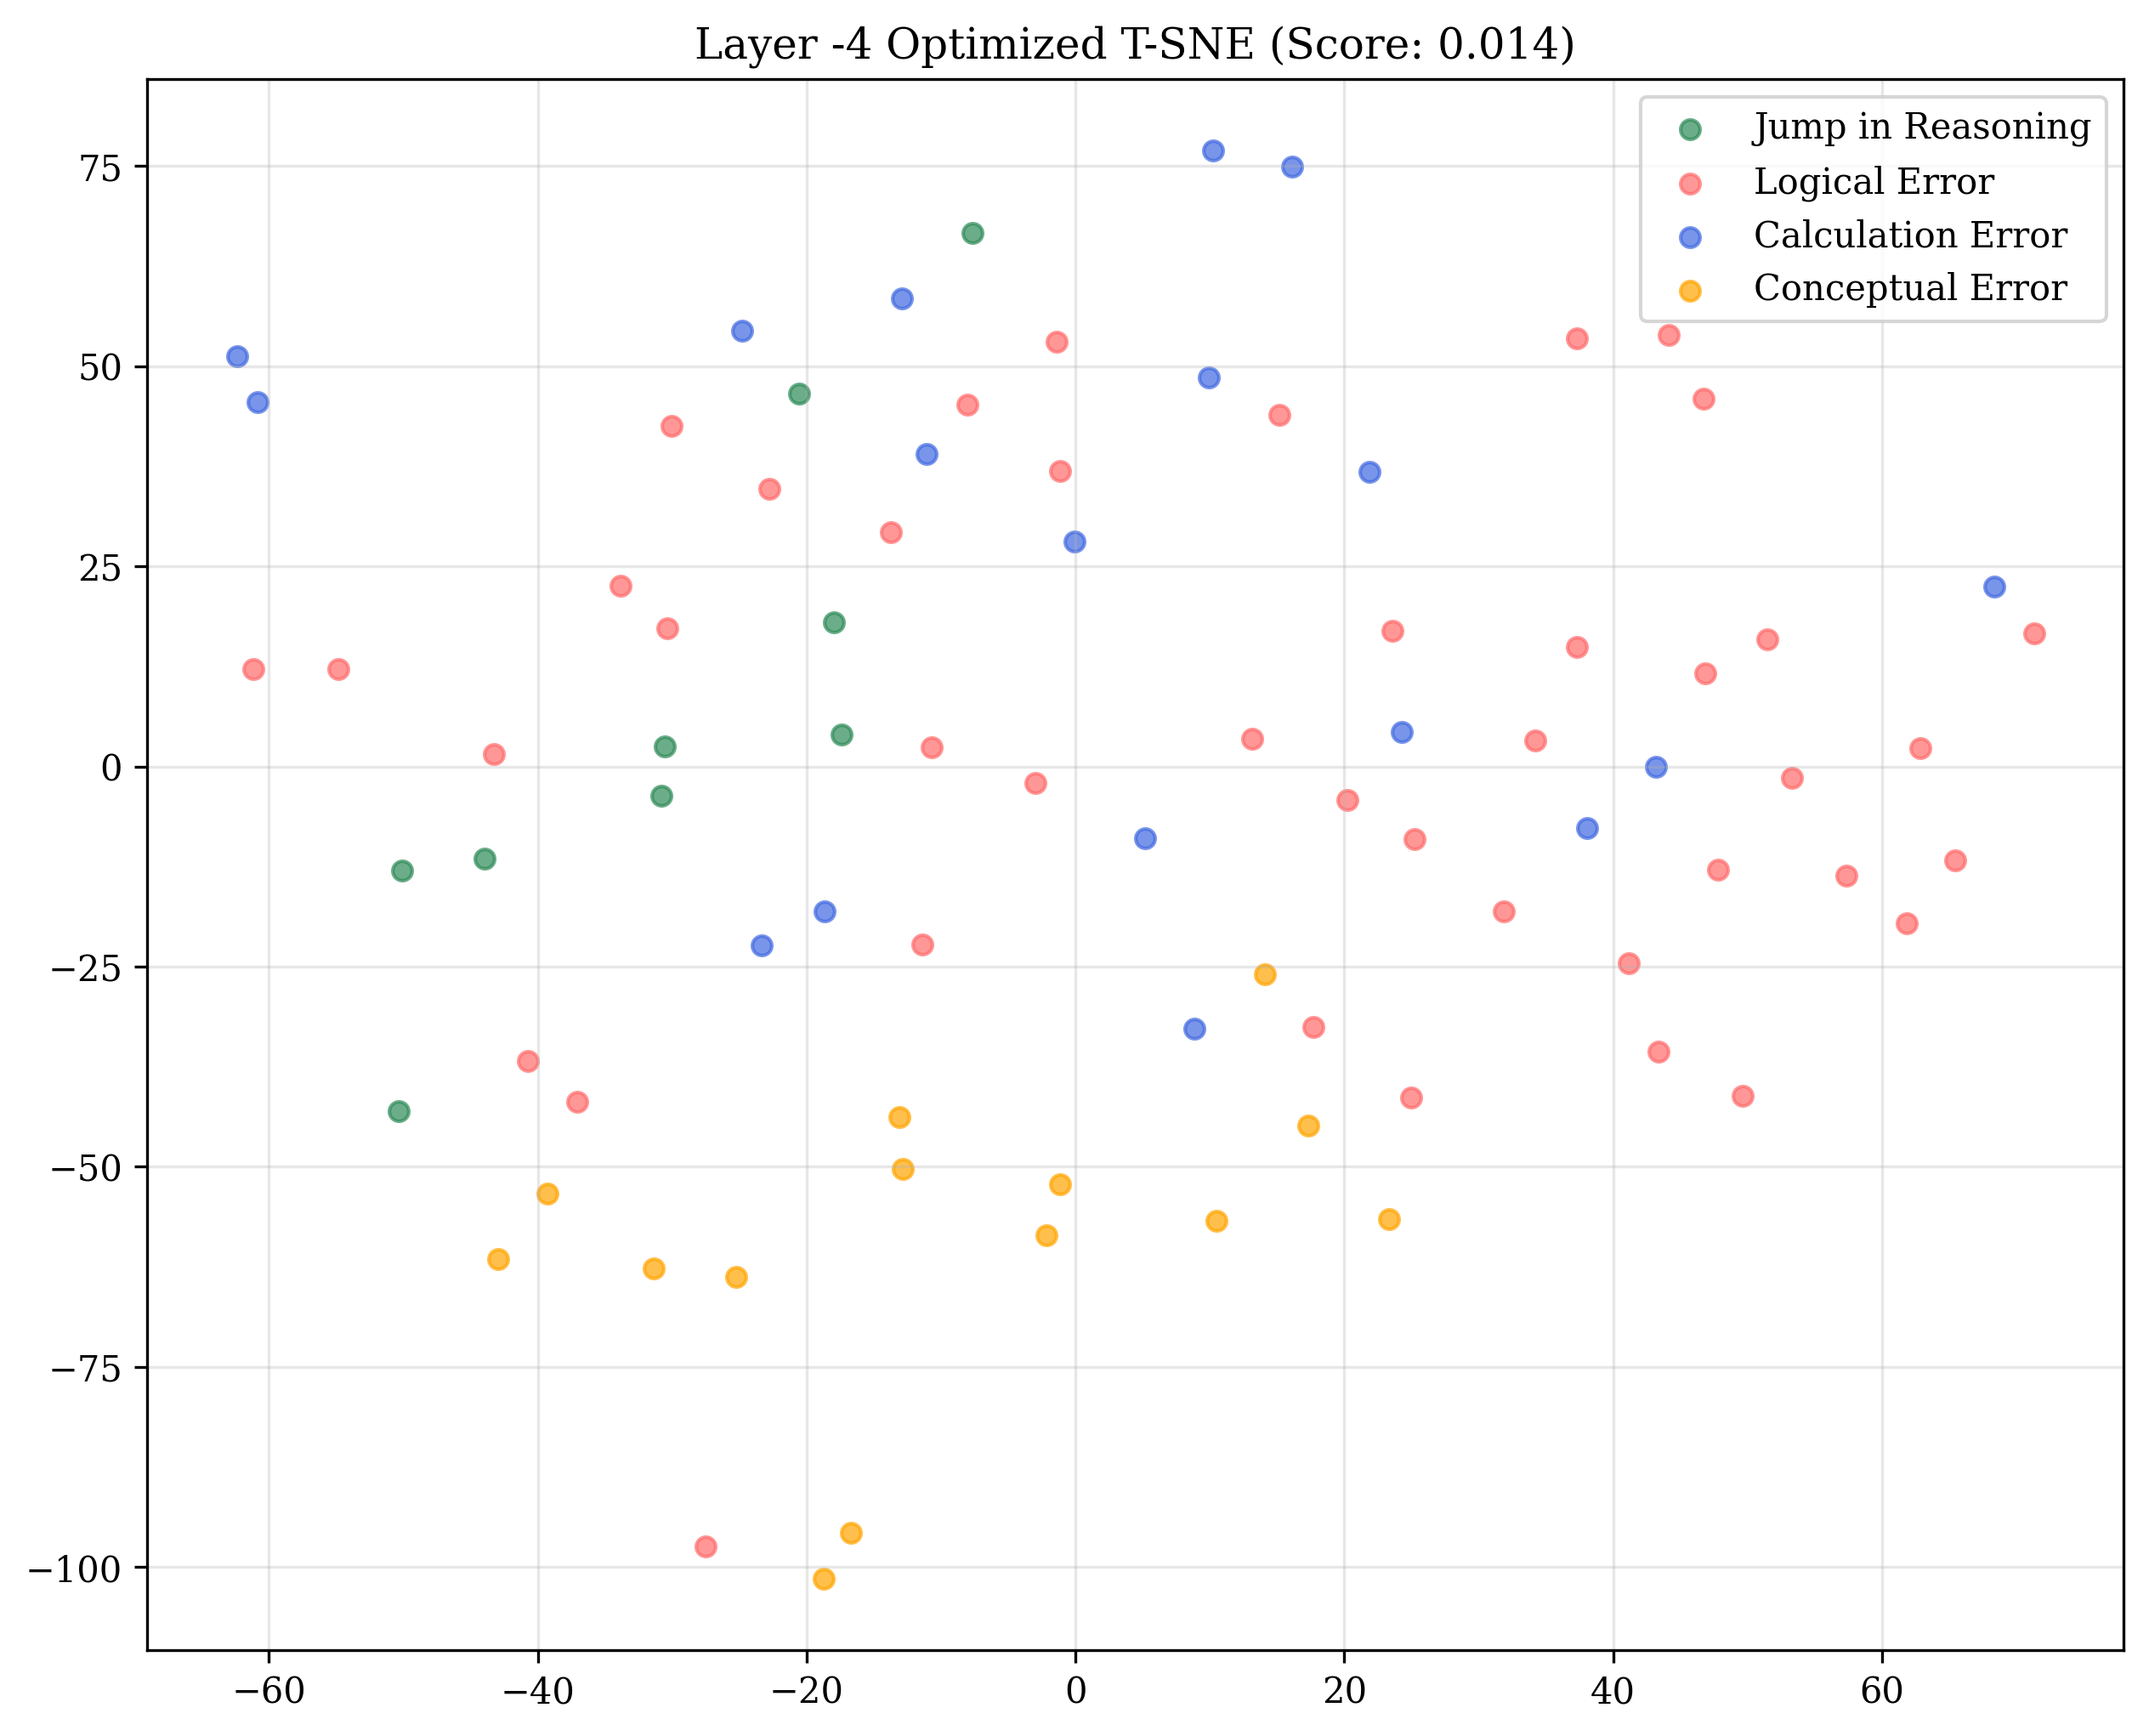 Layer -4 Optimized T-SNE (Score: 0.014)
Jump in Reasoning
Logical Error
Calculation Error
Conceptual Error
75
50
25
0
−25
−50
−75
−100
−60 −40 −20 0 20 40 60